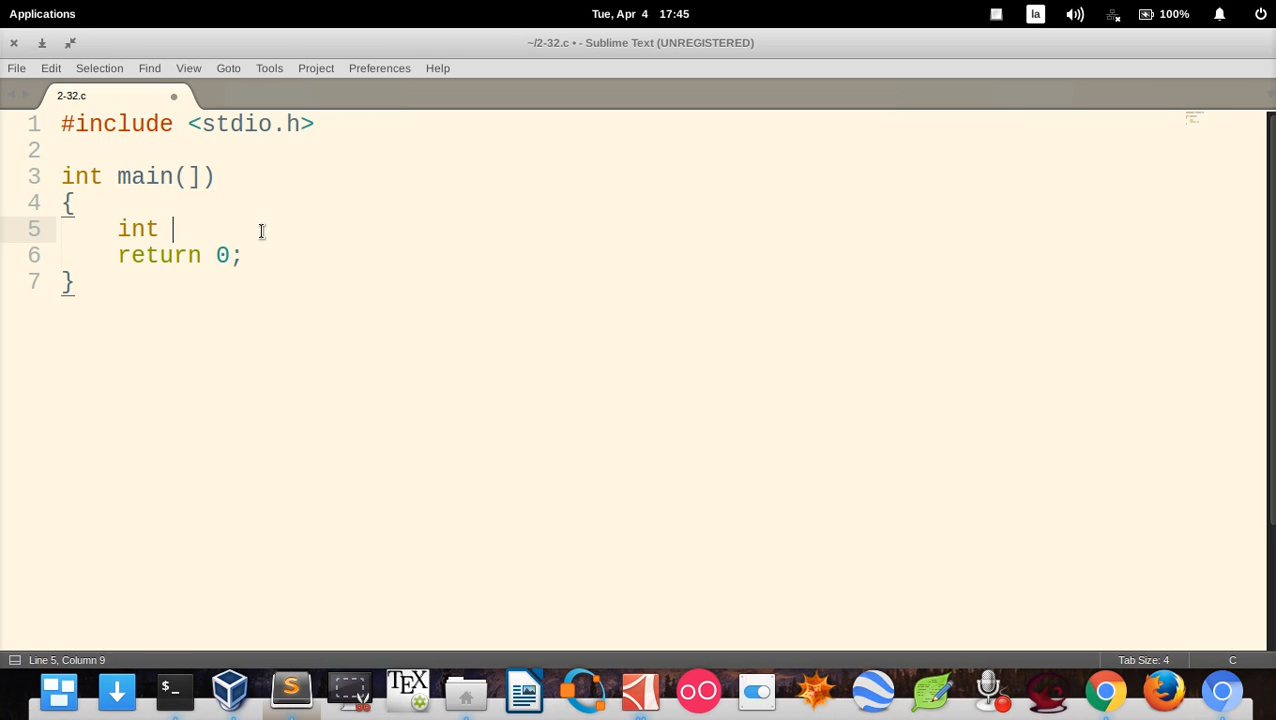 Applications
Tue, Apr 4 17:45
la
100%
~/2-32.c • - Sublime Text (UNREGISTERED)
File Edit Selection Find View Goto Tools Project Preferences Help
2-32.c
1 #include <stdio.h>
2
3 int main(])
4 {
5 int
6 return 0;
7 }
Line 5, Column 9
Tab Size: 4
C
>_
S
TEX